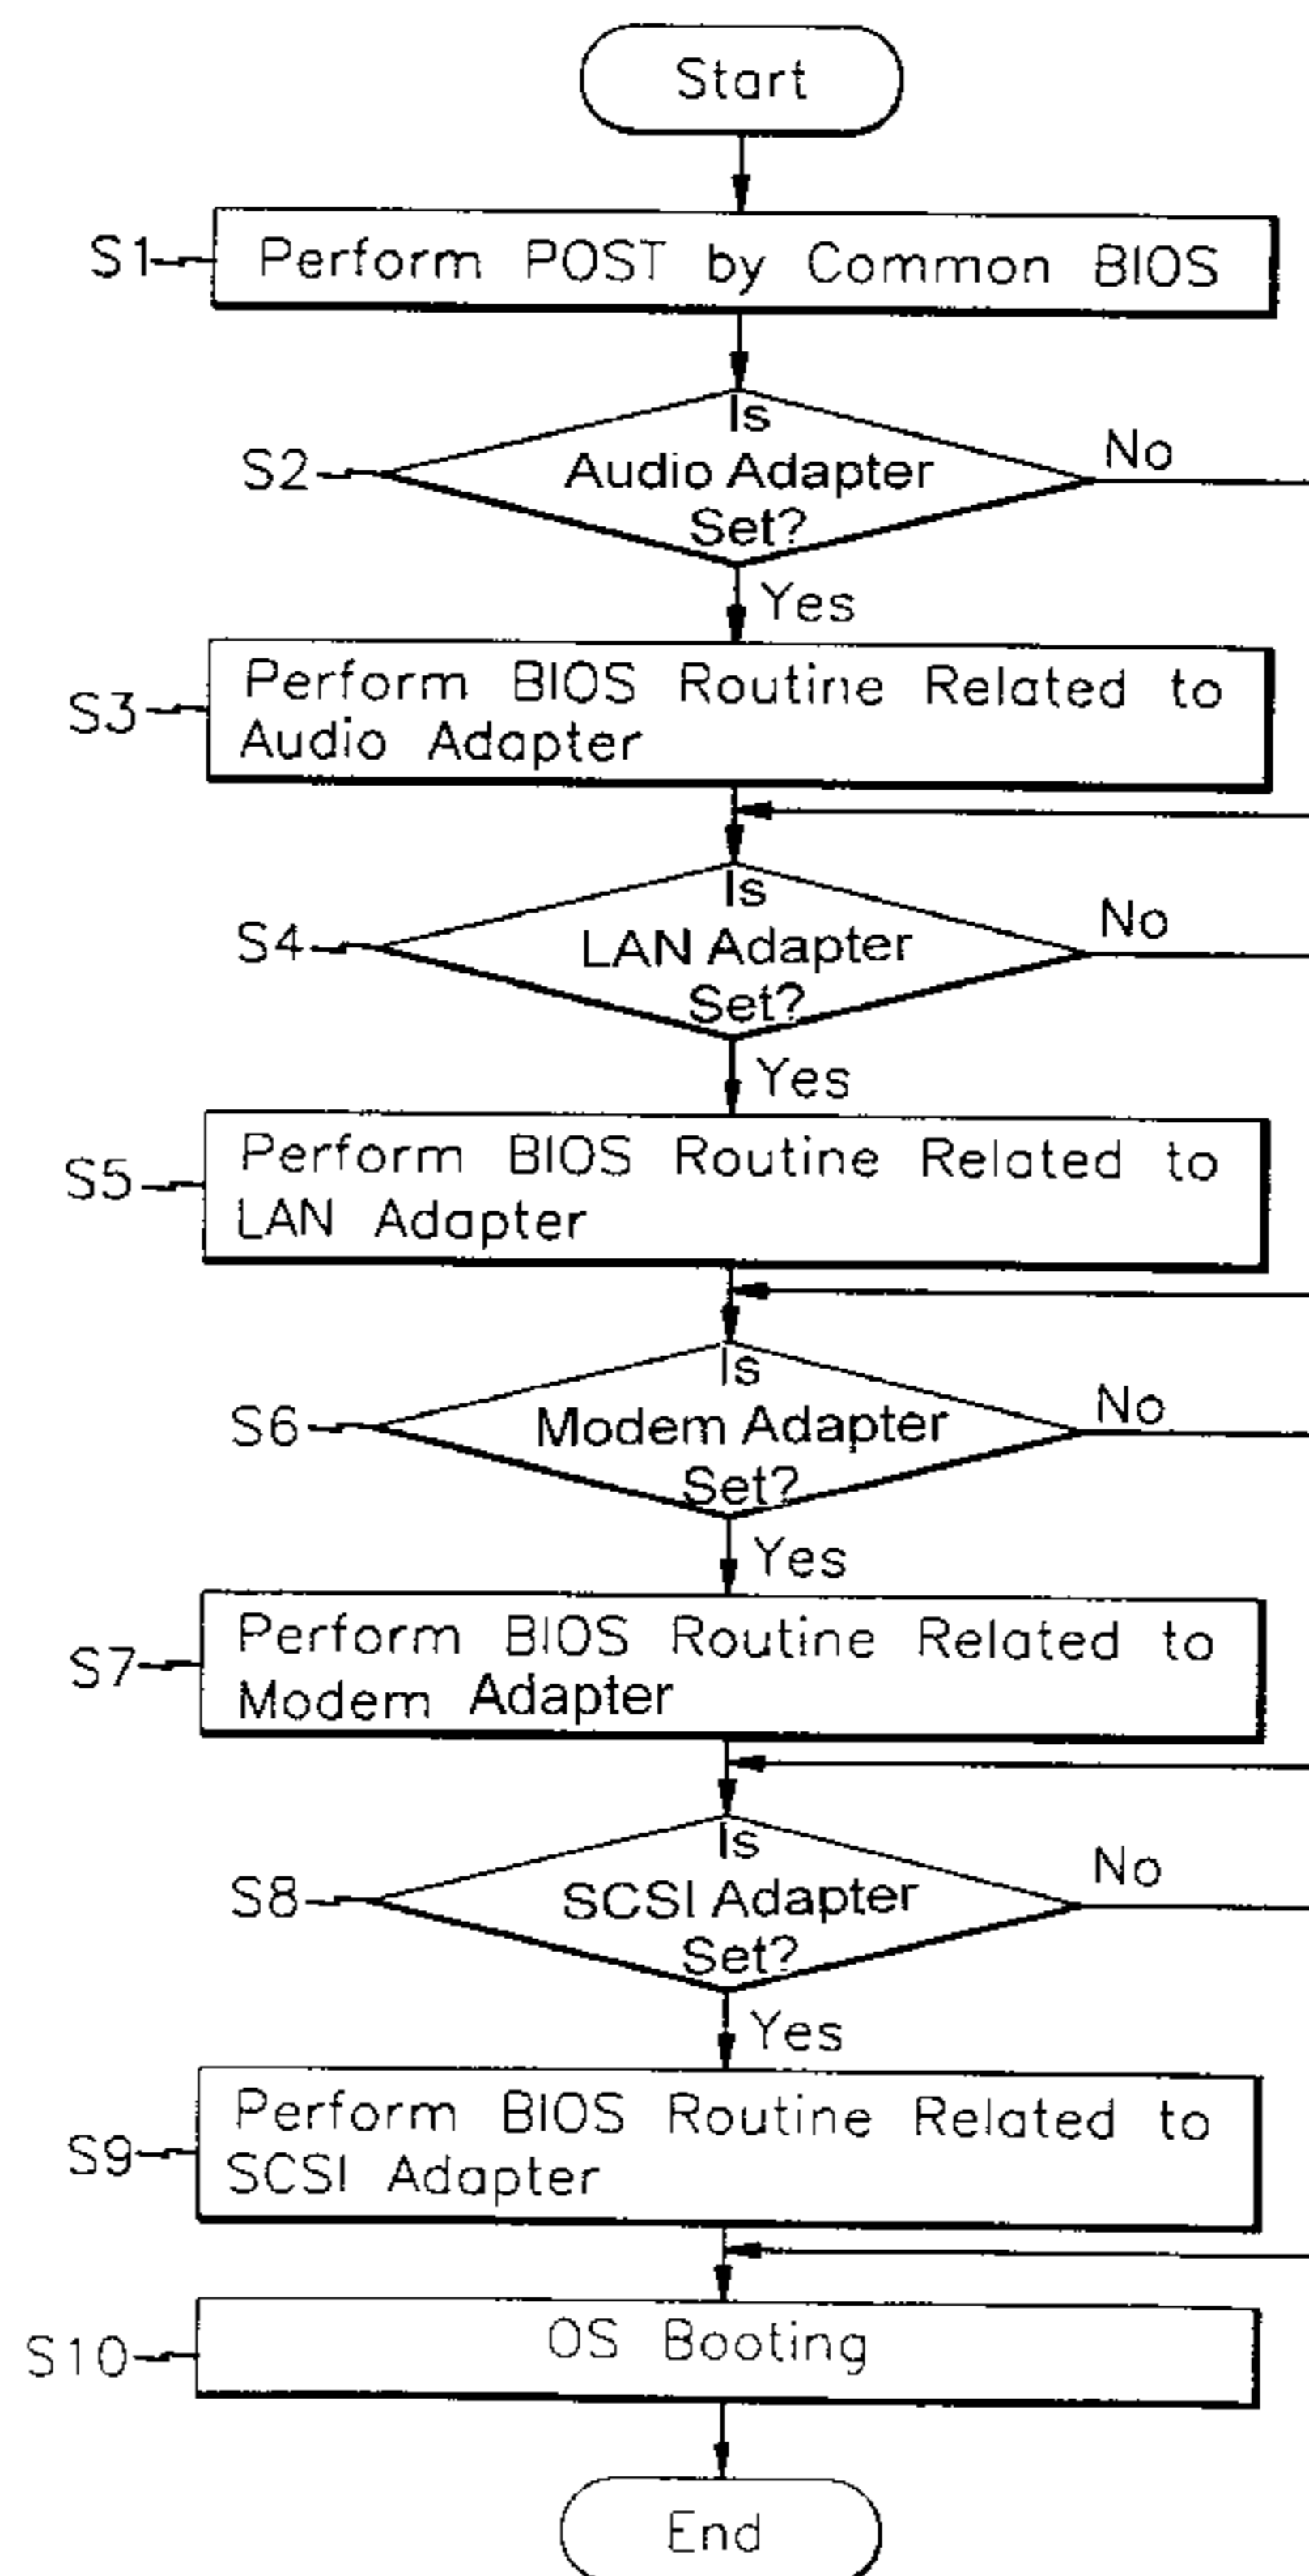 Start
S1
Perform POST by Common BIOS
Is
S2
Audio Adapter
No
Set?
Yes
S3
Perform BIOS Routine Related to
Audio Adapter
Is
S4
LAN Adapter
No
Set?
Yes
S5
Perform BIOS Routine Related to
LAN Adapter
Is
S6
Modem Adapter
No
Set?
Yes
S7
Perform BIOS Routine Related to
Modem Adapter
Is
S8
SCSI Adapter
No
Set?
Yes
S9
Perform BIOS Routine Related to
SCSI Adapter
S10
OS Booting
End